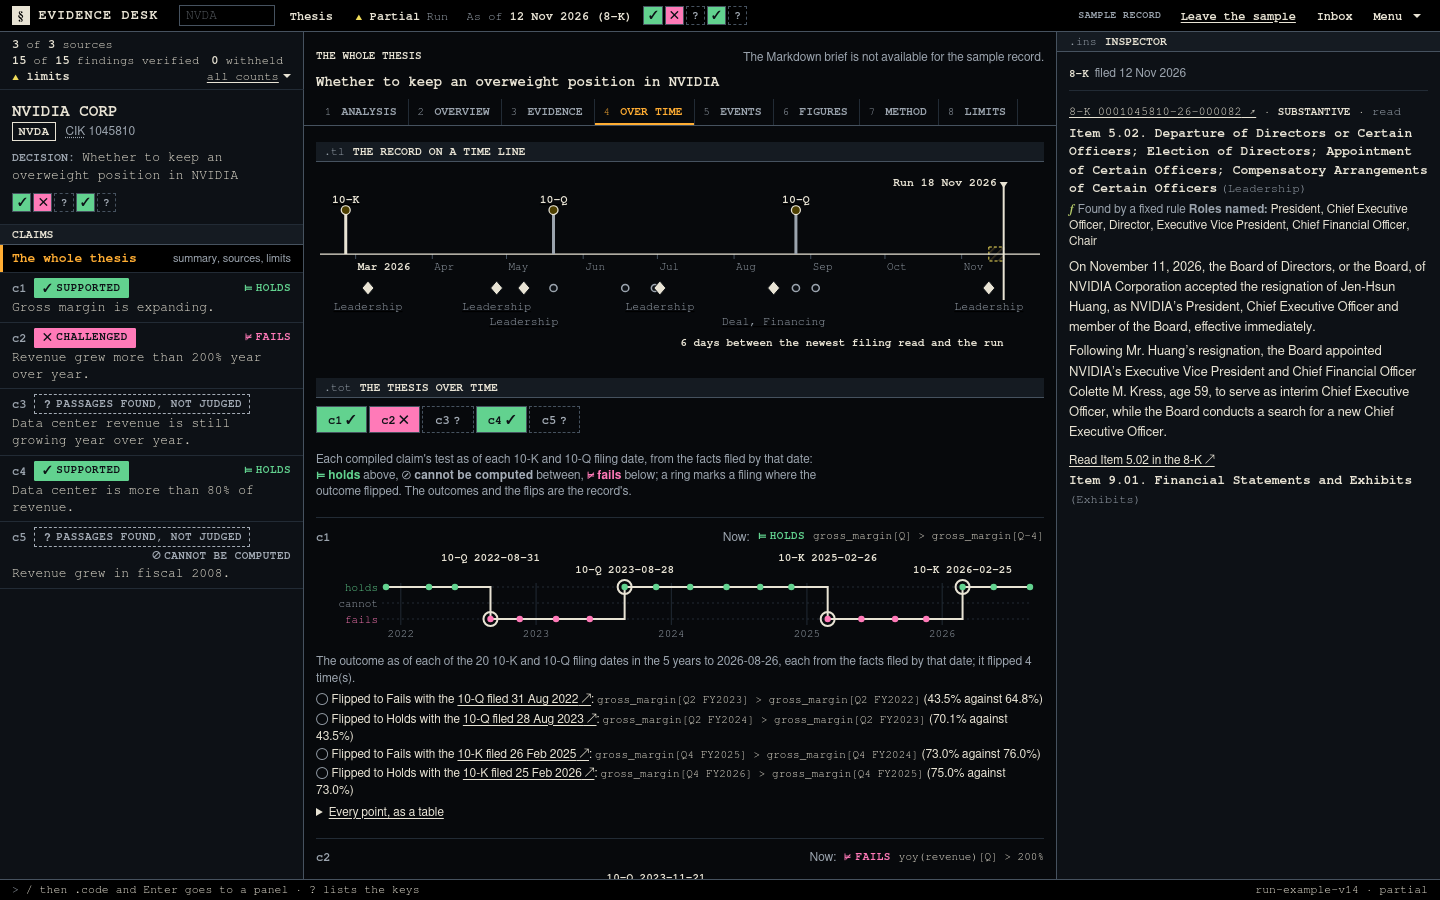 § EVIDENCE DESK NVDA Thesis ▲ Partial Run As of 12 Nov 2026 (8-K) ✓ ✕ ? ✓ ? SAMPLE RECORD Leave the sample Inbox Menu
3 of 3 sources
15 of 15 findings verified 0 withheld
▲ limits all counts
NVIDIA CORP
NVDA CIK 1045810
DECISION: Whether to keep an
overweight position in NVIDIA
✓ ✕ ? ✓ ?
CLAIMS
The whole thesis summary, sources, limits
c1 ✓ SUPPORTED ⊨ HOLDS
Gross margin is expanding.
c2 ✕ CHALLENGED ⊭ FAILS
Revenue grew more than 200% year
over year.
c3 ? PASSAGES FOUND, NOT JUDGED
Data center revenue is still
growing year over year.
c4 ✓ SUPPORTED ⊨ HOLDS
Data center is more than 80% of
revenue.
c5 ? PASSAGES FOUND, NOT JUDGED
⊘ CANNOT BE COMPUTED
Revenue grew in fiscal 2008.
THE WHOLE THESIS The Markdown brief is not available for the sample record.
Whether to keep an overweight position in NVIDIA
1 ANALYSIS 2 OVERVIEW 3 EVIDENCE 4 OVER TIME 5 EVENTS 6 FIGURES 7 METHOD 8 LIMITS
.tl THE RECORD ON A TIME LINE
Run 18 Nov 2026
10-K 10-Q 10-Q
Mar 2026 Apr May Jun Jul Aug Sep Oct Nov
Leadership Leadership Leadership Leadership
Leadership Deal, Financing
6 days between the newest filing read and the run
.tot THE THESIS OVER TIME
c1 ✓ c2 ✕ c3 ? c4 ✓ c5 ?
Each compiled claim's test as of each 10-K and 10-Q filing date, from the facts filed by that date:
⊨ holds above, ⊘ cannot be computed between, ⊭ fails below; a ring marks a filing where the
outcome flipped. The outcomes and the flips are the record's.
c1 Now: ⊨ HOLDS gross_margin[Q] > gross_margin[Q-4]
10-Q 2022-08-31 10-K 2025-02-26
10-Q 2023-08-28 10-K 2026-02-25
holds
cannot
fails
2022 2023 2024 2025 2026
The outcome as of each of the 20 10-K and 10-Q filing dates in the 5 years to 2026-08-26, each from the facts filed by that date; it flipped 4
time(s).
Flipped to Fails with the 10-Q filed 31 Aug 2022 ↗: gross_margin[Q2 FY2023] > gross_margin[Q2 FY2022] (43.5% against 64.8%)
Flipped to Holds with the 10-Q filed 28 Aug 2023 ↗: gross_margin[Q2 FY2024] > gross_margin[Q2 FY2023] (70.1% against
43.5%)
Flipped to Fails with the 10-K filed 26 Feb 2025 ↗: gross_margin[Q4 FY2025] > gross_margin[Q4 FY2024] (73.0% against 76.0%)
Flipped to Holds with the 10-K filed 25 Feb 2026 ↗: gross_margin[Q4 FY2026] > gross_margin[Q4 FY2025] (75.0% against
73.0%)
▶ Every point, as a table
c2 Now: ⊭ FAILS yoy(revenue)[Q] > 200%
10-Q 2023-11-21
.ins INSPECTOR
8-K filed 12 Nov 2026
8-K 0001045810-26-000082 ↗ · SUBSTANTIVE · read
Item 5.02. Departure of Directors or Certain
Officers; Election of Directors; Appointment
of Certain Officers; Compensatory Arrangements
of Certain Officers (Leadership)
ƒ Found by a fixed rule Roles named: President, Chief Executive
Officer, Director, Executive Vice President, Chief Financial Officer,
Chair
On November 11, 2026, the Board of Directors, or the Board, of
NVIDIA Corporation accepted the resignation of Jen-Hsun
Huang, as NVIDIA's President, Chief Executive Officer and
member of the Board, effective immediately.
Following Mr. Huang's resignation, the Board appointed
NVIDIA's Executive Vice President and Chief Financial Officer
Colette M. Kress, age 59, to serve as interim Chief Executive
Officer, while the Board conducts a search for a new Chief
Executive Officer.
Read Item 5.02 in the 8-K ↗
Item 9.01. Financial Statements and Exhibits
(Exhibits)
> / then .code and Enter goes to a panel · ? lists the keys run-example-v14 · partial